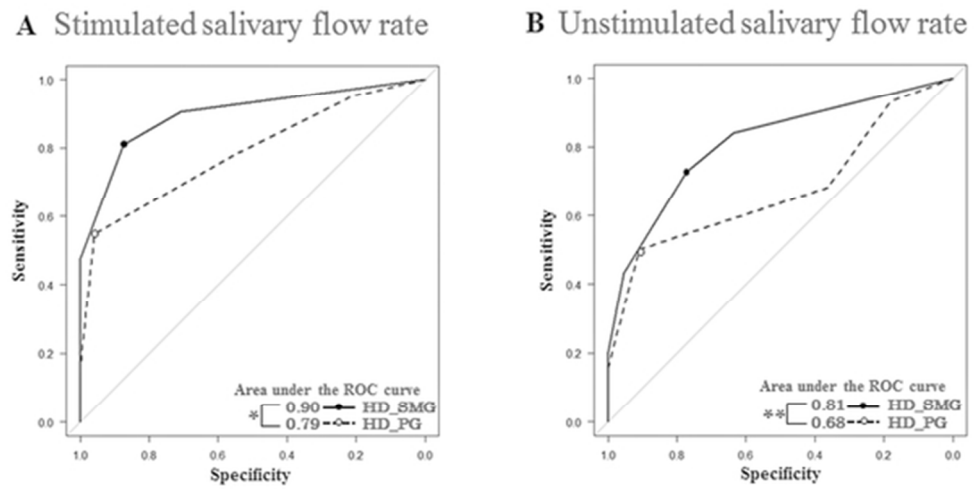 A Stimulated salivary flow rate
1.0
0.8
0.6
0.4
0.2
0.0
Sensitivity
Area under the ROC curve
* 0.90 HD_SMG
0.79 HD_PG
1.0 0.8 0.6 0.4 0.2 0.0
Specificity
B Unstimulated salivary flow rate
1.0
0.8
0.6
0.4
0.2
0.0
Sensitivity
Area under the ROC curve
** 0.81 HD_SMG
0.68 HD_PG
1.0 0.8 0.6 0.4 0.2 0.0
Specificity